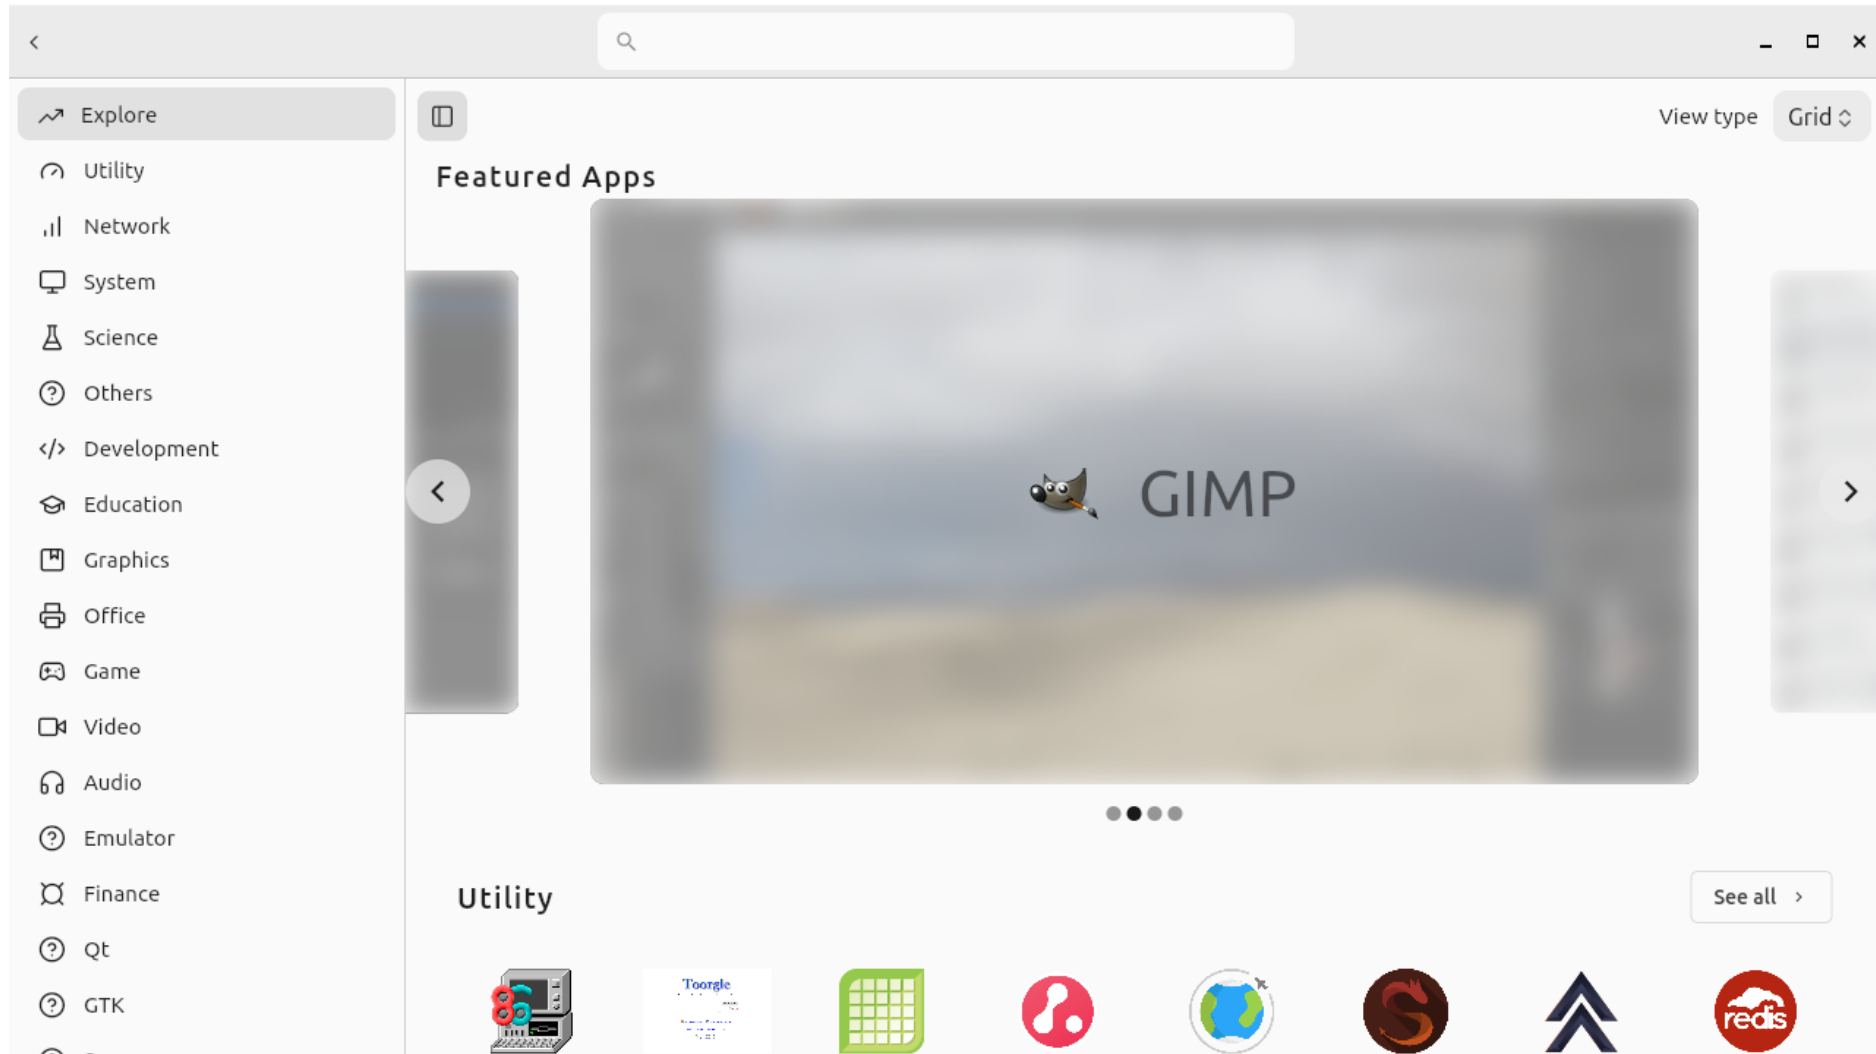 Explore
View type
Grid
Utility
Featured Apps
Network
System
Science
Others
Development
Education
GIMP
Graphics
Office
Game
Video
Audio
Emulator
Finance
Utility
See all
Qt
GTK
86
Toorgle
redis